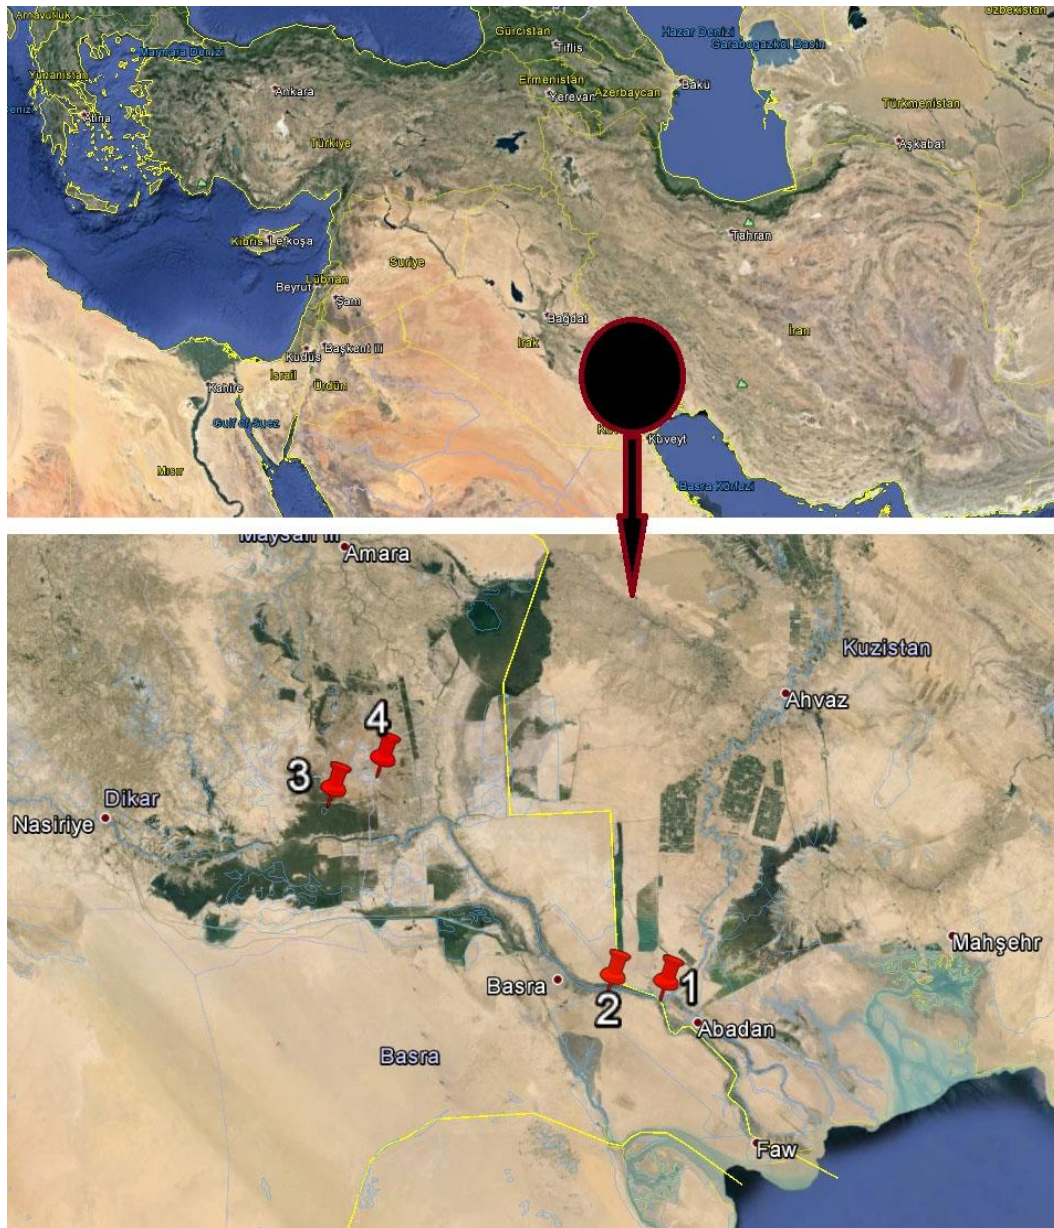 Arnavutluk
Özbekistan
Gürcistan
Hazar Denizi
Tiflis
Garabogazköl Basin
Marmara Denizi
Yunanistan
Ermenistan
Ankara
Yerevan
Azerbaycan
Bakü
Türkmenistan
Atina
Türkiye
Aşkabat
Tahran
Kıbrıs
Lefkoşa
Suriye
Lübnan
Beyrut
Şam
Bağdat
İran
Irak
Kudüs
Başkent ili
İsrail
Ürdün
Kahire
Gulf of Suez
Kuveyt
Mısır
Basra Körfezi
Maysan ili
Amara
Kuzistan
Ahvaz
4
3
Dikar
Nasiriye
Mahşehr
Basra
2
1
Abadan
Basra
Faw